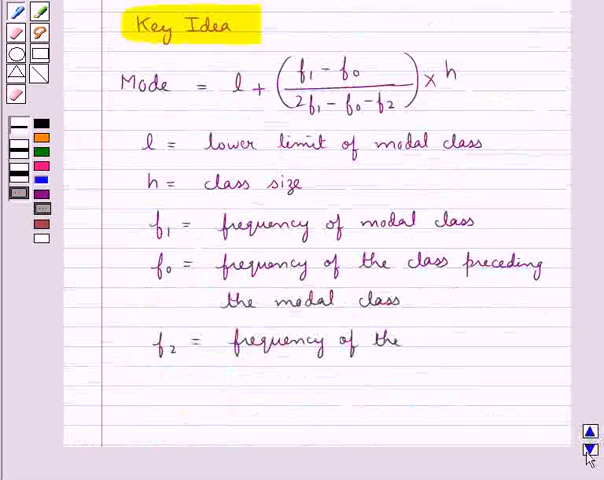 Key Idea
Mode = l + ( f₁ - f₀ / 2f₁ - f₀ - f₂ ) × h
l = lower limit of modal class
h = class size
f₁ = frequency of modal class
f₀ = frequency of the class preceding
the modal class
f₂ = frequency of the